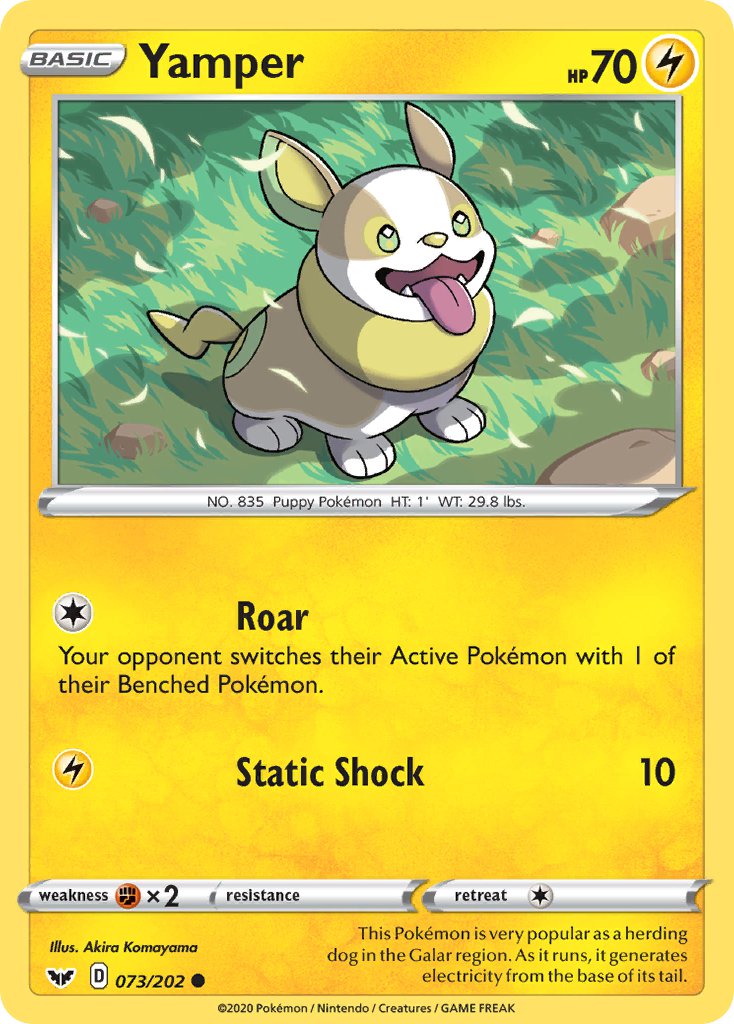 BASIC Yamper HP 70
NO. 835 Puppy Pokémon HT: 1' WT: 29.8 lbs.
Roar
Your opponent switches their Active Pokémon with 1 of
their Benched Pokémon.
Static Shock 10
weakness ×2 resistance retreat
Illus. Akira Komayama
D 073/202
This Pokémon is very popular as a herding
dog in the Galar region. As it runs, it generates
electricity from the base of its tail.
©2020 Pokémon / Nintendo / Creatures / GAME FREAK